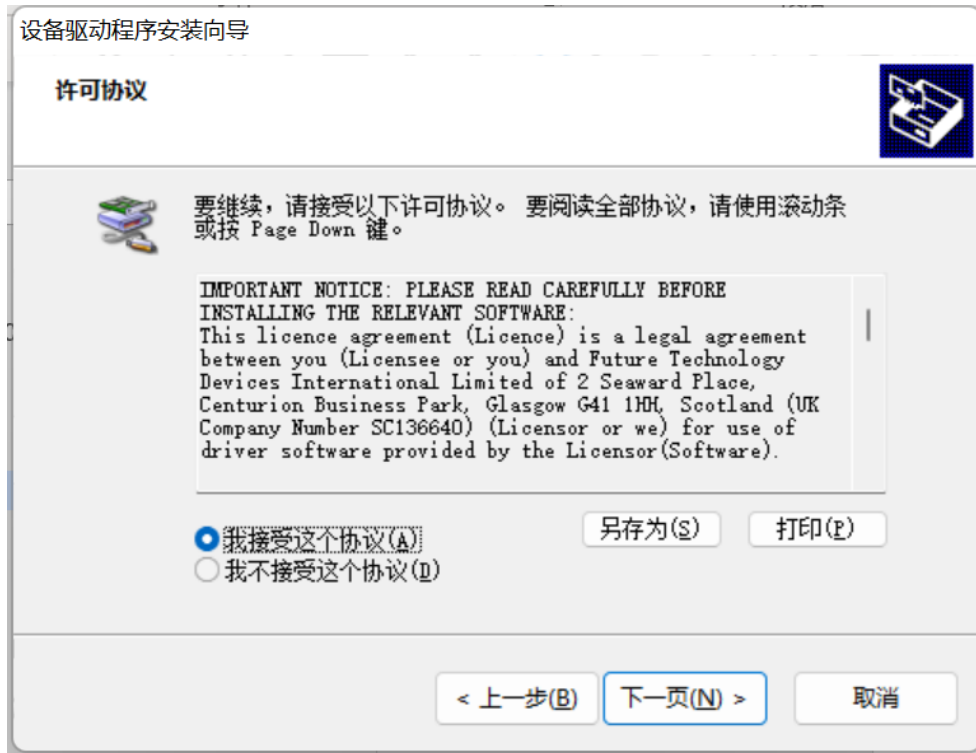 设备驱动程序安装向导
许可协议
要继续，请接受以下许可协议。 要阅读全部协议，请使用滚动条
或按 Page Down 键。
IMPORTANT NOTICE: PLEASE READ CAREFULLY BEFORE
INSTALLING THE RELEVANT SOFTWARE:
This licence agreement (Licence) is a legal agreement
between you (Licensee or you) and Future Technology
Devices International Limited of 2 Seaward Place,
Centurion Business Park, Glasgow G41 1HH, Scotland (UK
Company Number SC136640) (Licensor or we) for use of
driver software provided by the Licensor(Software).
我接受这个协议(A)
另存为(S)
打印(P)
我不接受这个协议(D)
< 上一步(B)
下一页(N) >
取消